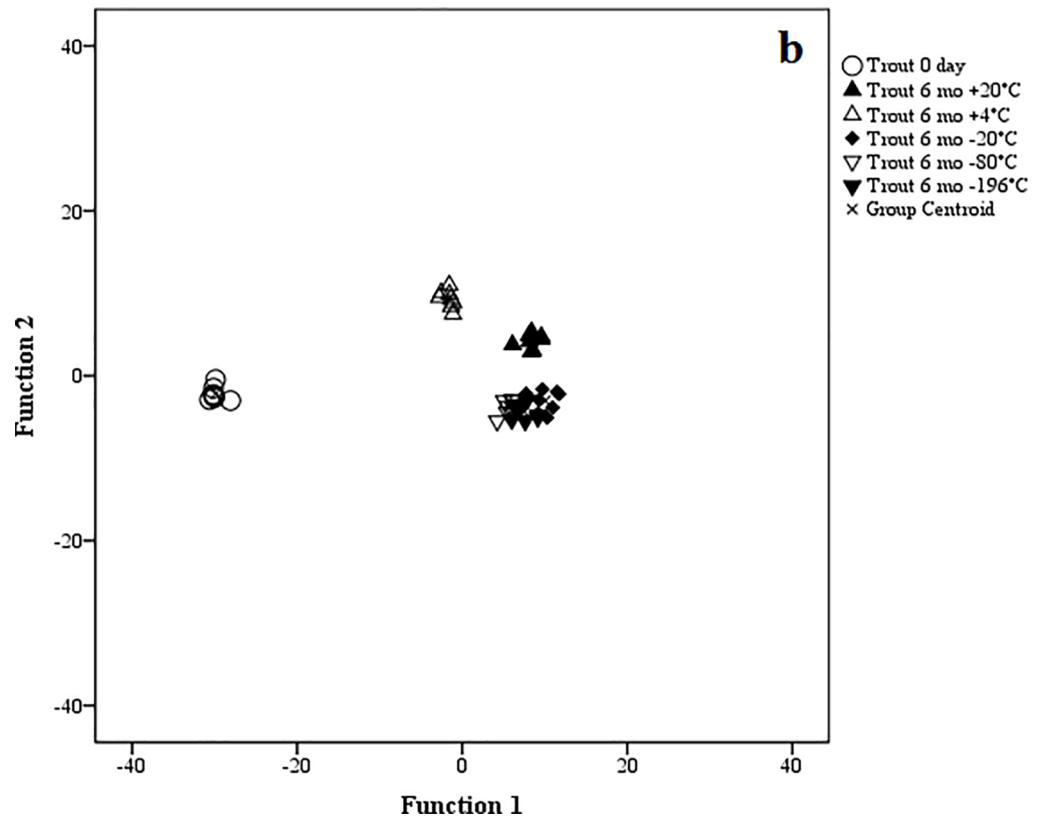 b
40
20
0
-20
-40
Function 2
-40 -20 0 20 40
Function 1
Trout 0 day
Trout 6 mo +20°C
Trout 6 mo +4°C
Trout 6 mo -20°C
Trout 6 mo -80°C
Trout 6 mo -196°C
Group Centroid